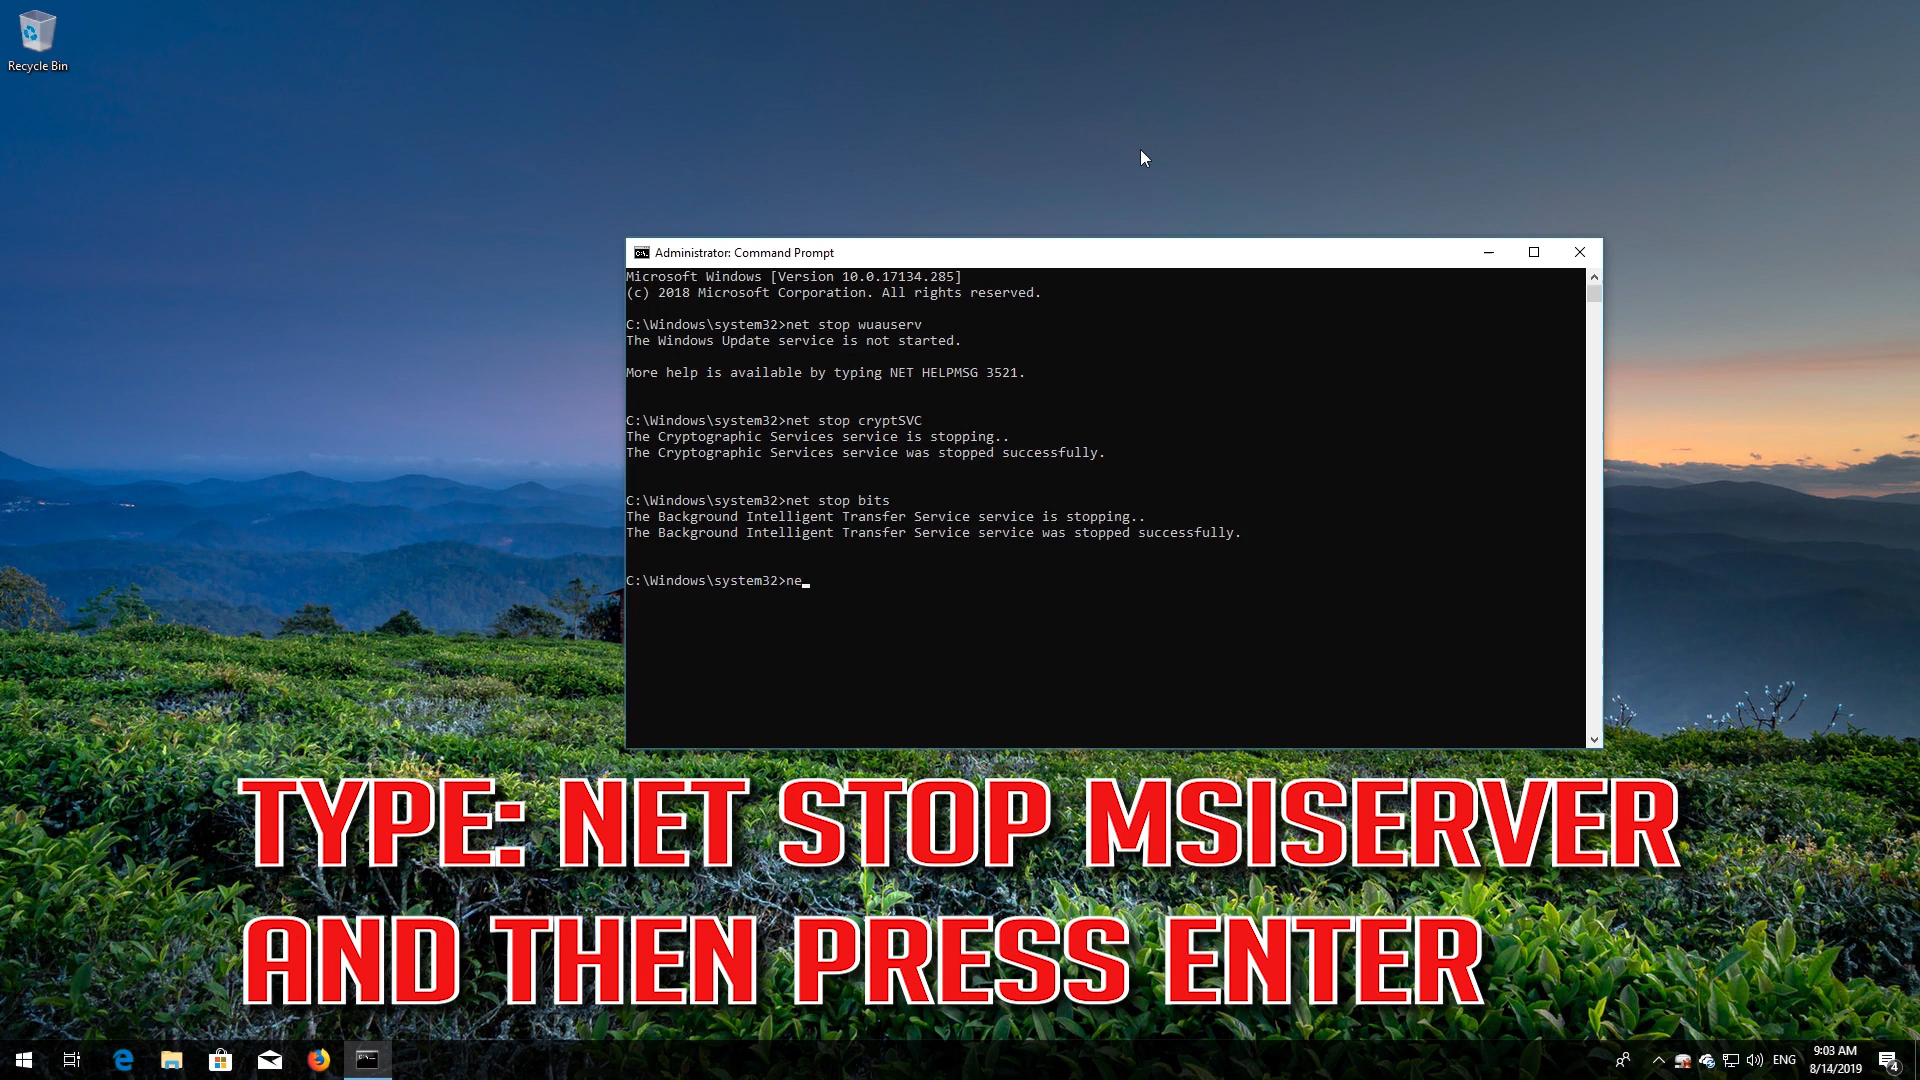 Recycle Bin
Administrator: Command Prompt
Microsoft Windows [Version 10.0.17134.285]
(c) 2018 Microsoft Corporation. All rights reserved.
C:\Windows\system32>net stop wuauserv
The Windows Update service is not started.
More help is available by typing NET HELPMSG 3521.
C:\Windows\system32>net stop cryptSVC
The Cryptographic Services service is stopping..
The Cryptographic Services service was stopped successfully.
C:\Windows\system32>net stop bits
The Background Intelligent Transfer Service service is stopping..
The Background Intelligent Transfer Service service was stopped successfully.
C:\Windows\system32>ne
TYPE: NET STOP MSISERVER
AND THEN PRESS ENTER
ENG
9:03 AM
8/14/2019
4